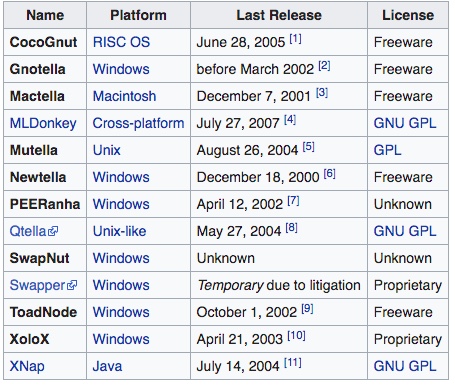 Name Platform Last Release License
CocoGnut RISC OS June 28, 2005 [1] Freeware
Gnotella Windows before March 2002 [2] Freeware
Mactella Macintosh December 7, 2001 [3] Freeware
MLDonkey Cross-platform July 27, 2007 [4] GNU GPL
Mutella Unix August 26, 2004 [5] GPL
Newtella Windows December 18, 2000 [6] Freeware
PEERanha Windows April 12, 2002 [7] Unknown
Qtella Unix-like May 27, 2004 [8] GNU GPL
SwapNut Windows Unknown Unknown
Swapper Windows Temporary due to litigation Proprietary
ToadNode Windows October 1, 2002 [9] Freeware
XoloX Windows April 21, 2003 [10] Proprietary
XNap Java July 14, 2004 [11] GNU GPL